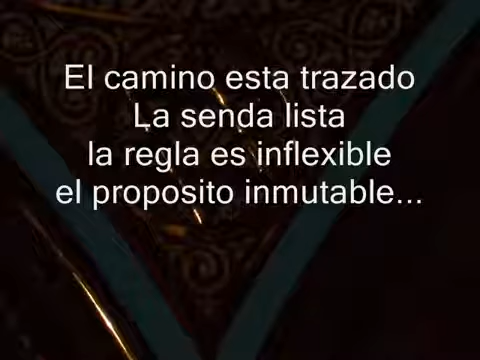 El camino esta trazado
La senda lista
la regla es inflexible
el proposito inmutable...